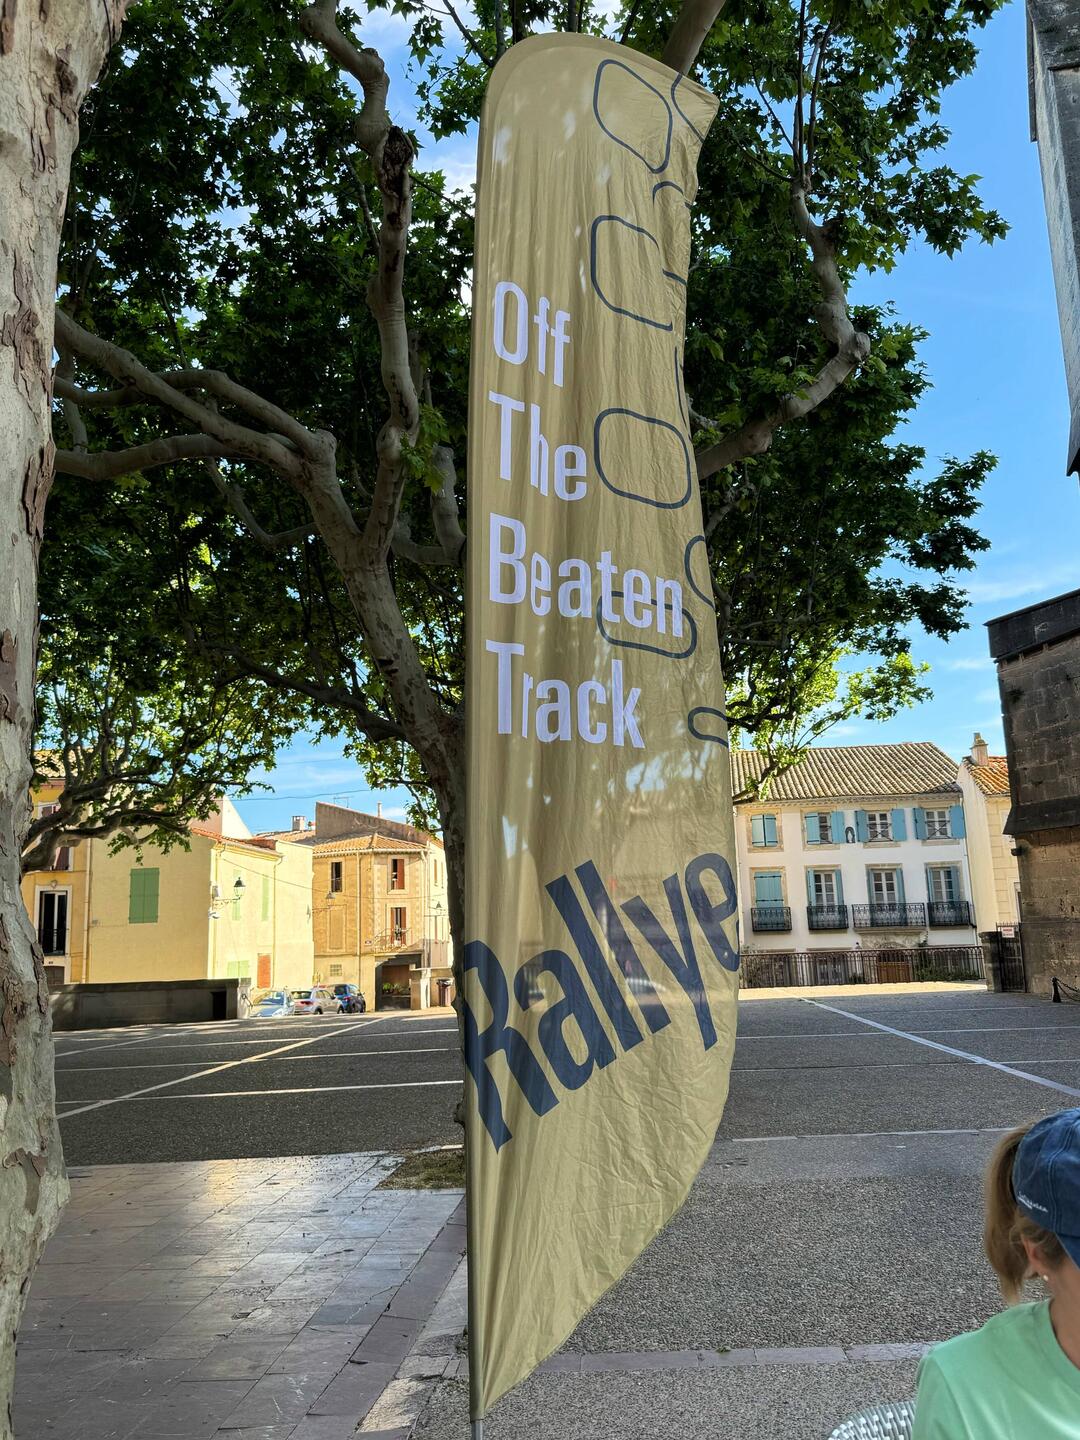 Off
The
Beaten
Track
Rallye